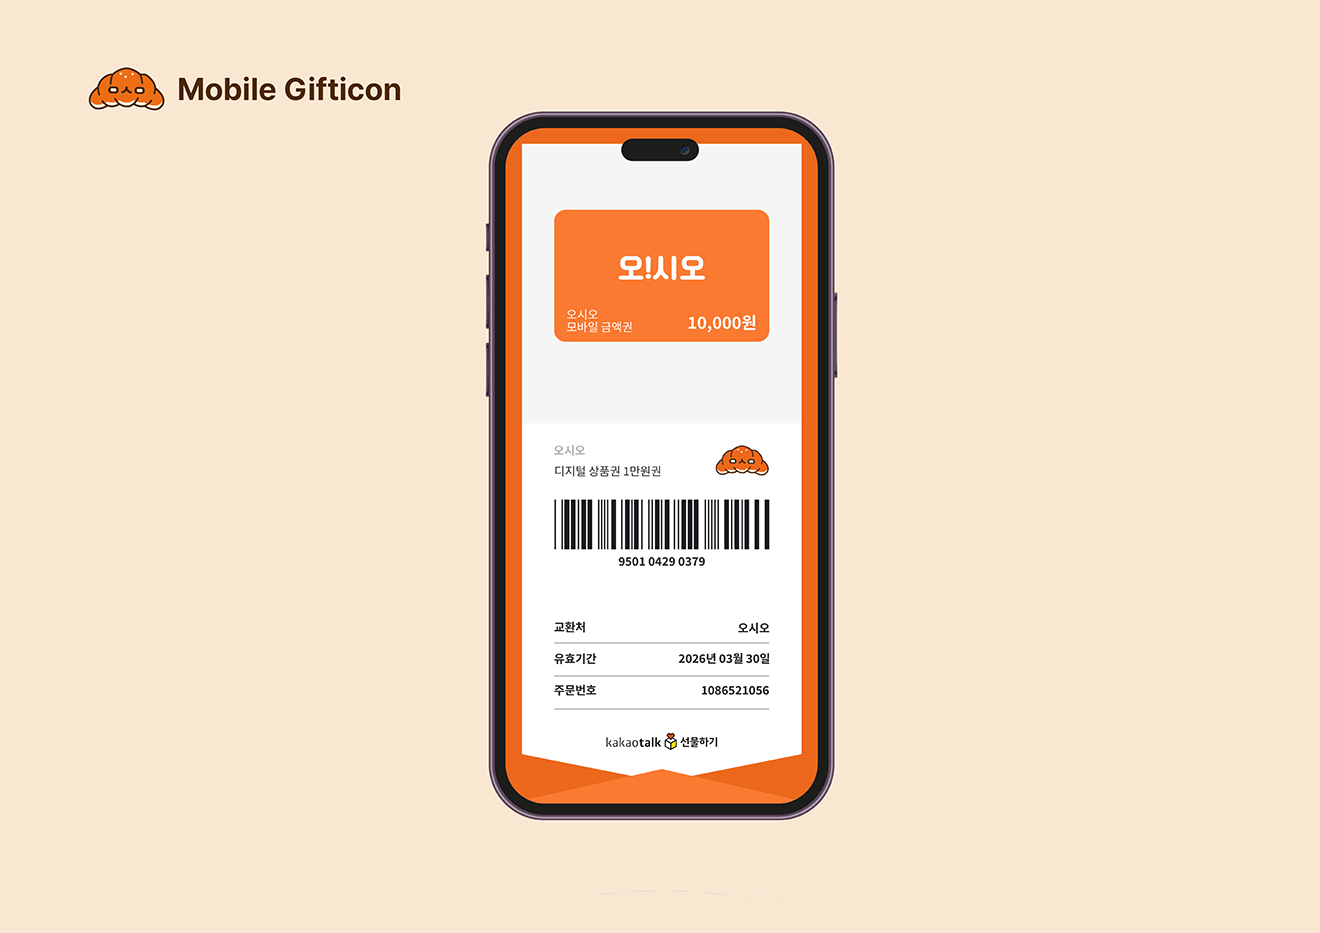 Mobile Gifticon
오!시오
오시오
모바일 금액권
10,000원
오시오
디지털 상품권 1만원권
9501 0429 0379
교환처 오시오
유효기간 2026년 03월 30일
주문번호 1086521056
kakaotalk 선물하기